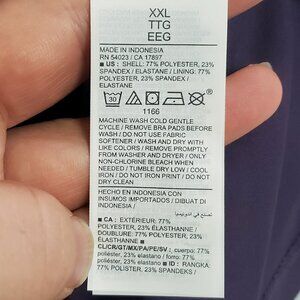 XXL
TTG
EEG
MADE IN INDONESIA
RN 54023 / CA 17897
■ US : SHELL: 77% POLYESTER, 23%
SPANDEX / ELASTANE / LINING: 77%
POLYESTER, 23% SPANDEX /
ELASTANE
30
1166
MACHINE WASH COLD GENTLE
CYCLE / REMOVE BRA PADS BEFORE
WASH / DO NOT USE FABRIC
SOFTENER / WASH AND DRY WITH
LIKE COLORS / REMOVE PROMPTLY
FROM WASHER AND DRYER / ONLY
NON-CHLORINE BLEACH WHEN
NEEDED / TUMBLE DRY LOW / COOL
IRON / DO NOT IRON PRINT / DO NOT
DRY CLEAN
HECHO EN INDONESIA CON
INSUMOS IMPORTADOS / DIBUAT DI
INDONESIA /
تصنع في اندونيسيا
■ CA : EXTÉRIEUR: 77%
POLYESTER, 23% ÉLASTHANNE /
DOUBLURE: 77% POLYESTER, 23%
ÉLASTHANNE ■
CL/CR/GT/MX/PA/PE/SV: cuerpo: 77%
poliéster, 23% elastano / forro: 77%
poliéster, 23% elastano ■ ID : RANGKA:
77% POLISTER, 23% SPANDEKS /